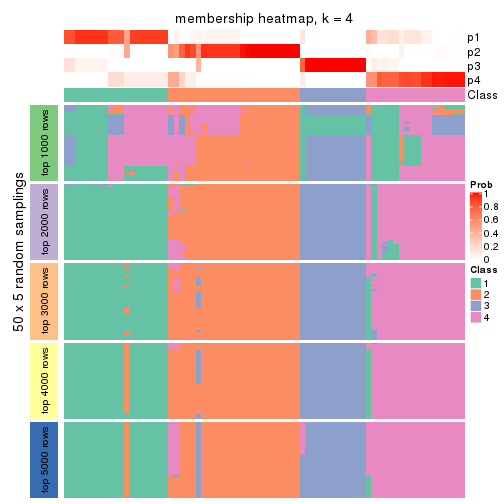 membership heatmap, k = 4
p1
p2
p3
p4
Class
50 x 5 random samplings
top 1000 rows
top 2000 rows
top 3000 rows
top 4000 rows
top 5000 rows
Prob
1
0.8
0.6
0.4
0.2
0
Class
1
2
3
4